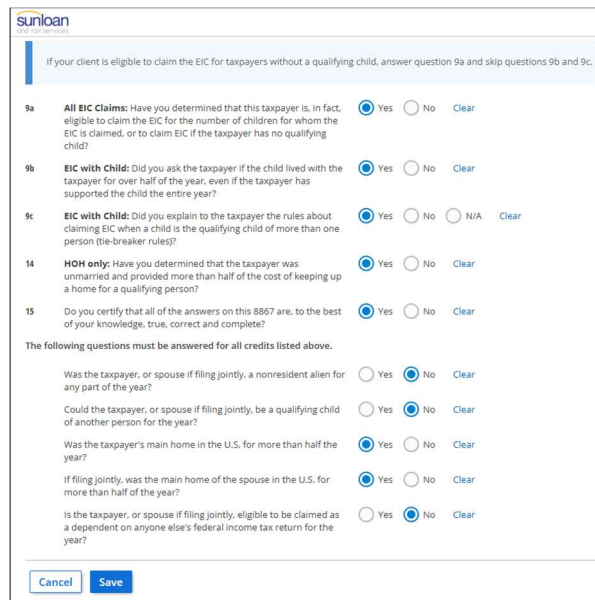 sunloan
and tax services
If your client is eligible to claim the EIC for taxpayers without a qualifying child, answer question 9a and skip questions 9b and 9c.
9a All EIC Claims: Have you determined that this taxpayer is, in fact, Yes No Clear
eligible to claim the EIC for the number of children for whom the
EIC is claimed, or to claim EIC if the taxpayer has no qualifying
child?
9b EIC with Child: Did you ask the taxpayer if the child lived with the Yes No Clear
taxpayer for over half of the year, even if the taxpayer has
supported the child the entire year?
9c EIC with Child: Did you explain to the taxpayer the rules about Yes No N/A Clear
claiming EIC when a child is the qualifying child of more than one
person (tie-breaker rules)?
14 HOH only: Have you determined that the taxpayer was Yes No Clear
unmarried and provided more than half of the cost of keeping up
a home for a qualifying person?
15 Do you certify that all of the answers on this 8867 are, to the best Yes No Clear
of your knowledge, true, correct and complete?
The following questions must be answered for all credits listed above.
Was the taxpayer, or spouse if filing jointly, a nonresident alien for Yes No Clear
any part of the year?
Could the taxpayer, or spouse if filing jointly, be a qualifying child Yes No Clear
of another person for the year?
Was the taxpayer's main home in the U.S. for more than half the Yes No Clear
year?
If filing jointly, was the main home of the spouse in the U.S. for Yes No Clear
more than half of the year?
Is the taxpayer, or spouse if filing jointly, eligible to be claimed as Yes No Clear
a dependent on anyone else's federal income tax return for the
year?
Cancel Save